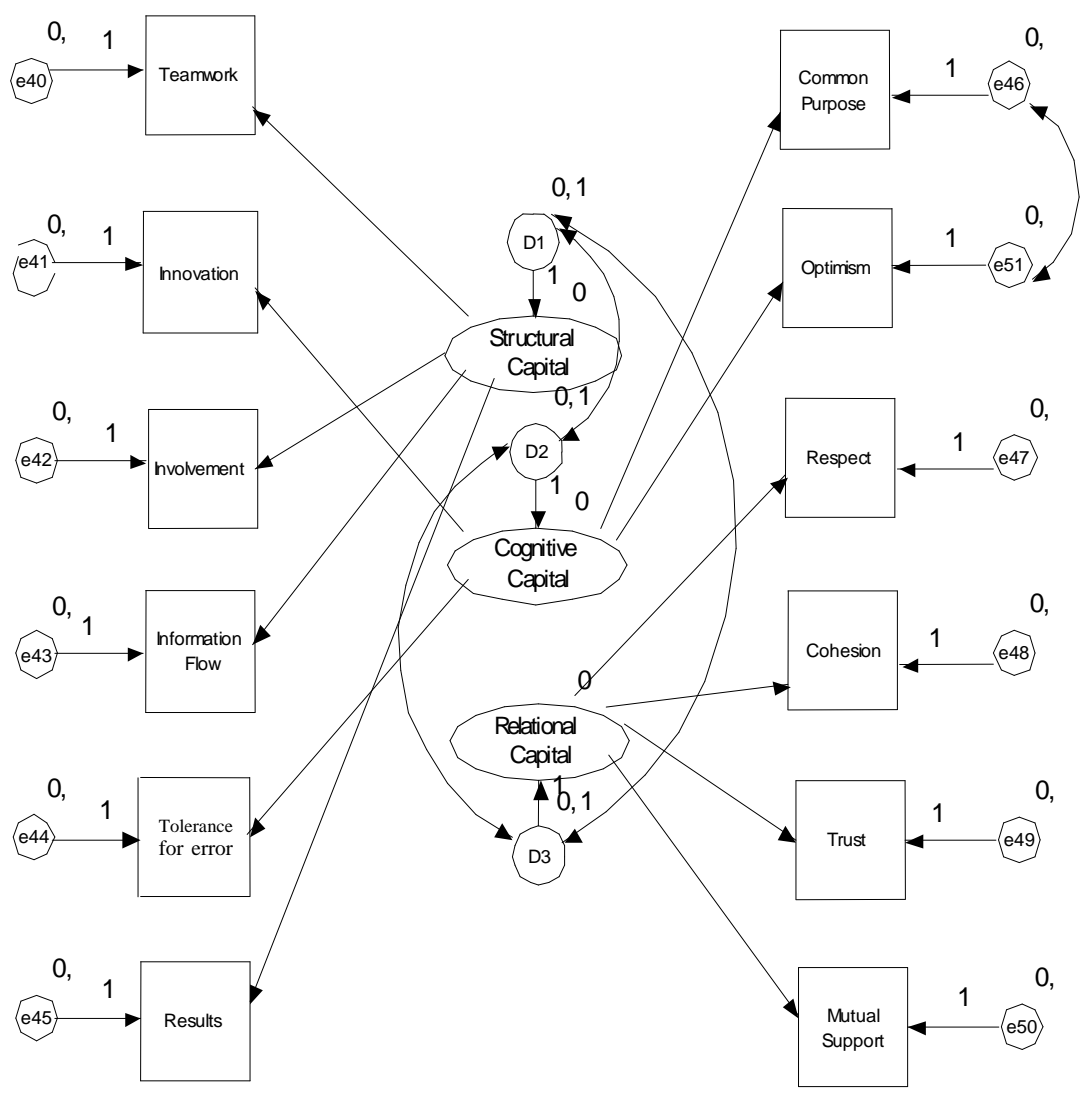 0,
1
e40
Teamwork
0,
1
e41
Innovation
0,
1
e42
Involvement
0,
1
e43
Information
Flow
0,
1
e44
Tolerance
for error
0,
1
e45
Results
0, 1
D1
1
0
Structural
Capital
0, 1
D2
1
0
Cognitive
Capital
0
Relational
Capital
1
0, 1
D3
Common
Purpose
1
0,
e46
Optimism
1
0,
e51
Respect
1
0,
e47
Cohesion
1
0,
e48
Trust
1
0,
e49
Mutual
Support
1
0,
e50